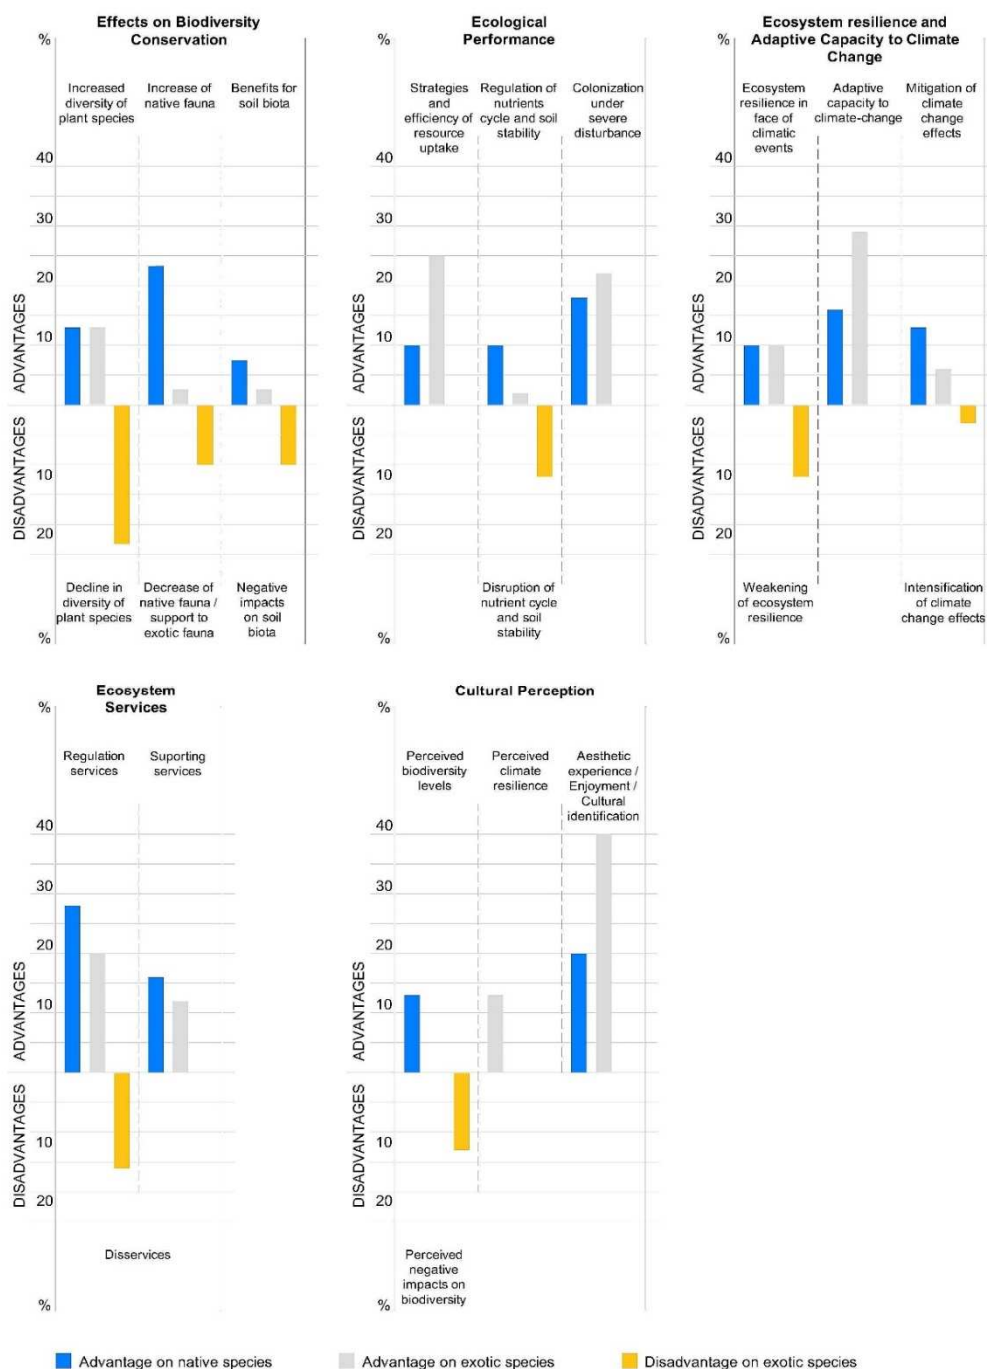 Effects on Biodiversity
Conservation
%
Increased
diversity of
plant species
Increase of
native fauna
Benefits for
soil biota
40
30
20
10
ADVANTAGES
DISADVANTAGES
10
20
Decline in
diversity of
plant species
Decrease of
native fauna /
support to
exotic fauna
Negative
impacts
on soil
biota
%
Ecological
Performance
%
Strategies
and
efficiency of
resource
uptake
Regulation of
nutrients
cycle and soil
stability
Colonization
under
severe
disturbance
40
30
20
10
ADVANTAGES
DISADVANTAGES
10
20
Disruption of
nutrient cycle
and soil
stability
%
Ecosystem resilience and
Adaptive Capacity to Climate
Change
%
Ecosystem
resilience in
face of
climatic
events
Adaptive
capacity to
climate-change
Mitigation of
climate
change
effects
40
30
20
10
ADVANTAGES
DISADVANTAGES
10
20
Weakening
of ecosystem
resilience
Intensification
of climate
change effects
%
Ecosystem
Services
%
Regulation
services
Suporting
services
40
30
20
10
ADVANTAGES
DISADVANTAGES
10
20
Disservices
%
Cultural Perception
%
Perceived
biodiversity
levels
Perceived
climate
resilience
Aesthetic
experience /
Enjoyment /
Cultural
identification
40
30
20
10
ADVANTAGES
DISADVANTAGES
10
20
Perceived
negative
impacts on
biodiversity
%
Advantage on native species
Advantage on exotic species
Disadvantage on exotic species